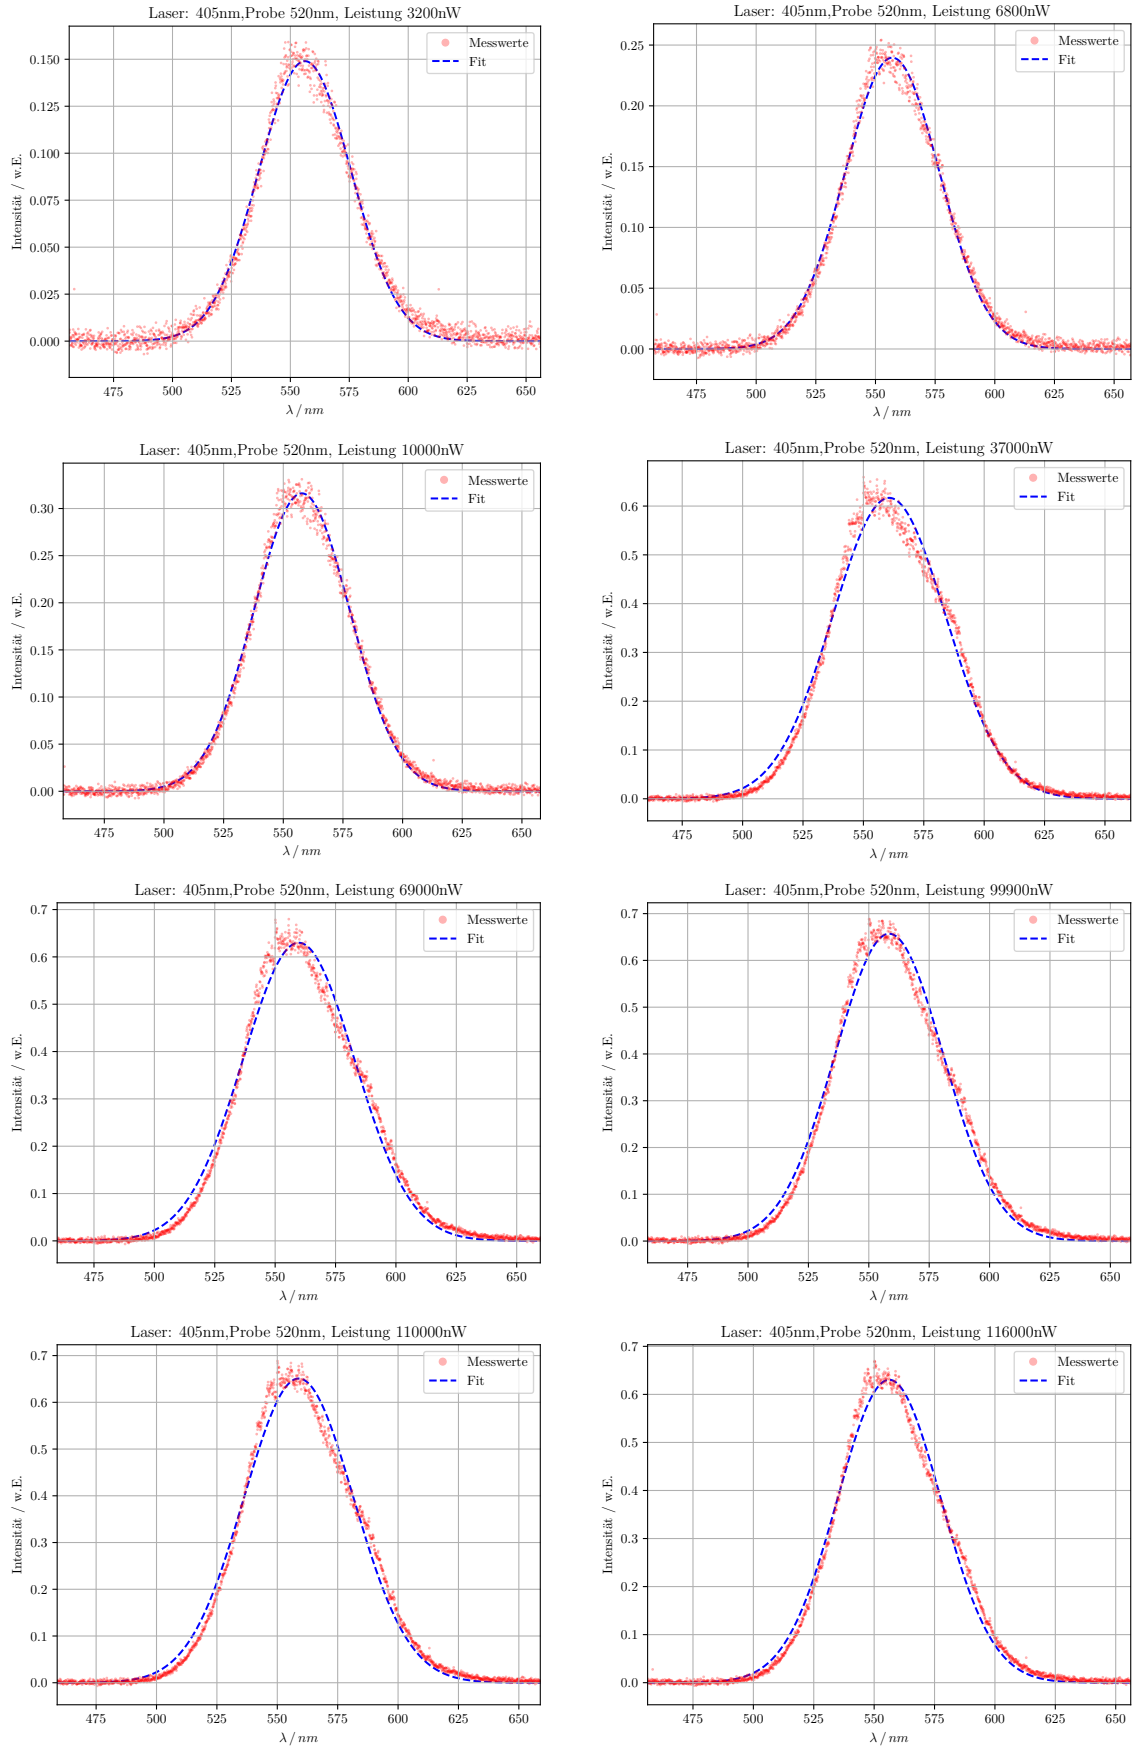 Laser: 405nm,Probe 520nm, Leistung 3200nW
Messwerte
Fit
0.150
0.125
0.100
0.075
0.050
0.025
0.000
Intensität / w.E.
475 500 525 550 575 600 625 650
λ / nm
Laser: 405nm,Probe 520nm, Leistung 6800nW
Messwerte
Fit
0.25
0.20
0.15
0.10
0.05
0.00
Intensität / w.E.
475 500 525 550 575 600 625 650
λ / nm
Laser: 405nm,Probe 520nm, Leistung 10000nW
Messwerte
Fit
0.30
0.25
0.20
0.15
0.10
0.05
0.00
Intensität / w.E.
475 500 525 550 575 600 625 650
λ / nm
Laser: 405nm,Probe 520nm, Leistung 37000nW
Messwerte
Fit
0.6
0.5
0.4
0.3
0.2
0.1
0.0
Intensität / w.E.
475 500 525 550 575 600 625 650
λ / nm
Laser: 405nm,Probe 520nm, Leistung 69000nW
Messwerte
Fit
0.7
0.6
0.5
0.4
0.3
0.2
0.1
0.0
Intensität / w.E.
475 500 525 550 575 600 625 650
λ / nm
Laser: 405nm,Probe 520nm, Leistung 99900nW
Messwerte
Fit
0.7
0.6
0.5
0.4
0.3
0.2
0.1
0.0
Intensität / w.E.
475 500 525 550 575 600 625 650
λ / nm
Laser: 405nm,Probe 520nm, Leistung 110000nW
Messwerte
Fit
0.7
0.6
0.5
0.4
0.3
0.2
0.1
0.0
Intensität / w.E.
475 500 525 550 575 600 625 650
λ / nm
Laser: 405nm,Probe 520nm, Leistung 116000nW
Messwerte
Fit
0.7
0.6
0.5
0.4
0.3
0.2
0.1
0.0
Intensität / w.E.
475 500 525 550 575 600 625 650
λ / nm